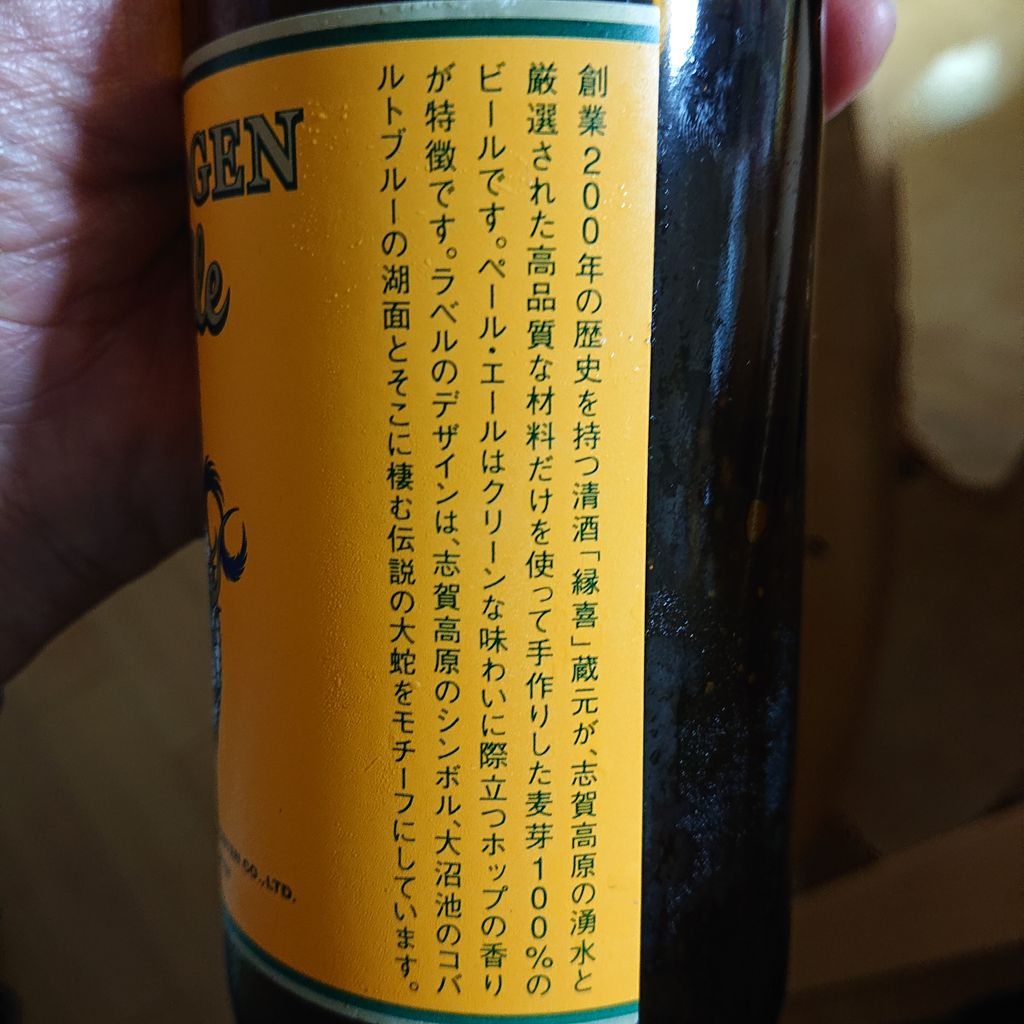 創業200年の歴史を持つ清酒「縁喜」蔵元が、志賀高原の湧水と
厳選された高品質な材料だけを使って手作りした麦芽100%の
ビールです。ペール・エールはクリーンな味わいに際立つホップの香り
が特徴です。ラベルのデザインは、志賀高原のシンボル、大沼池のコバ
ルトブルーの湖面とそこに棲む伝説の大蛇をモチーフにしています。
GEN
le
CO.,LTD.